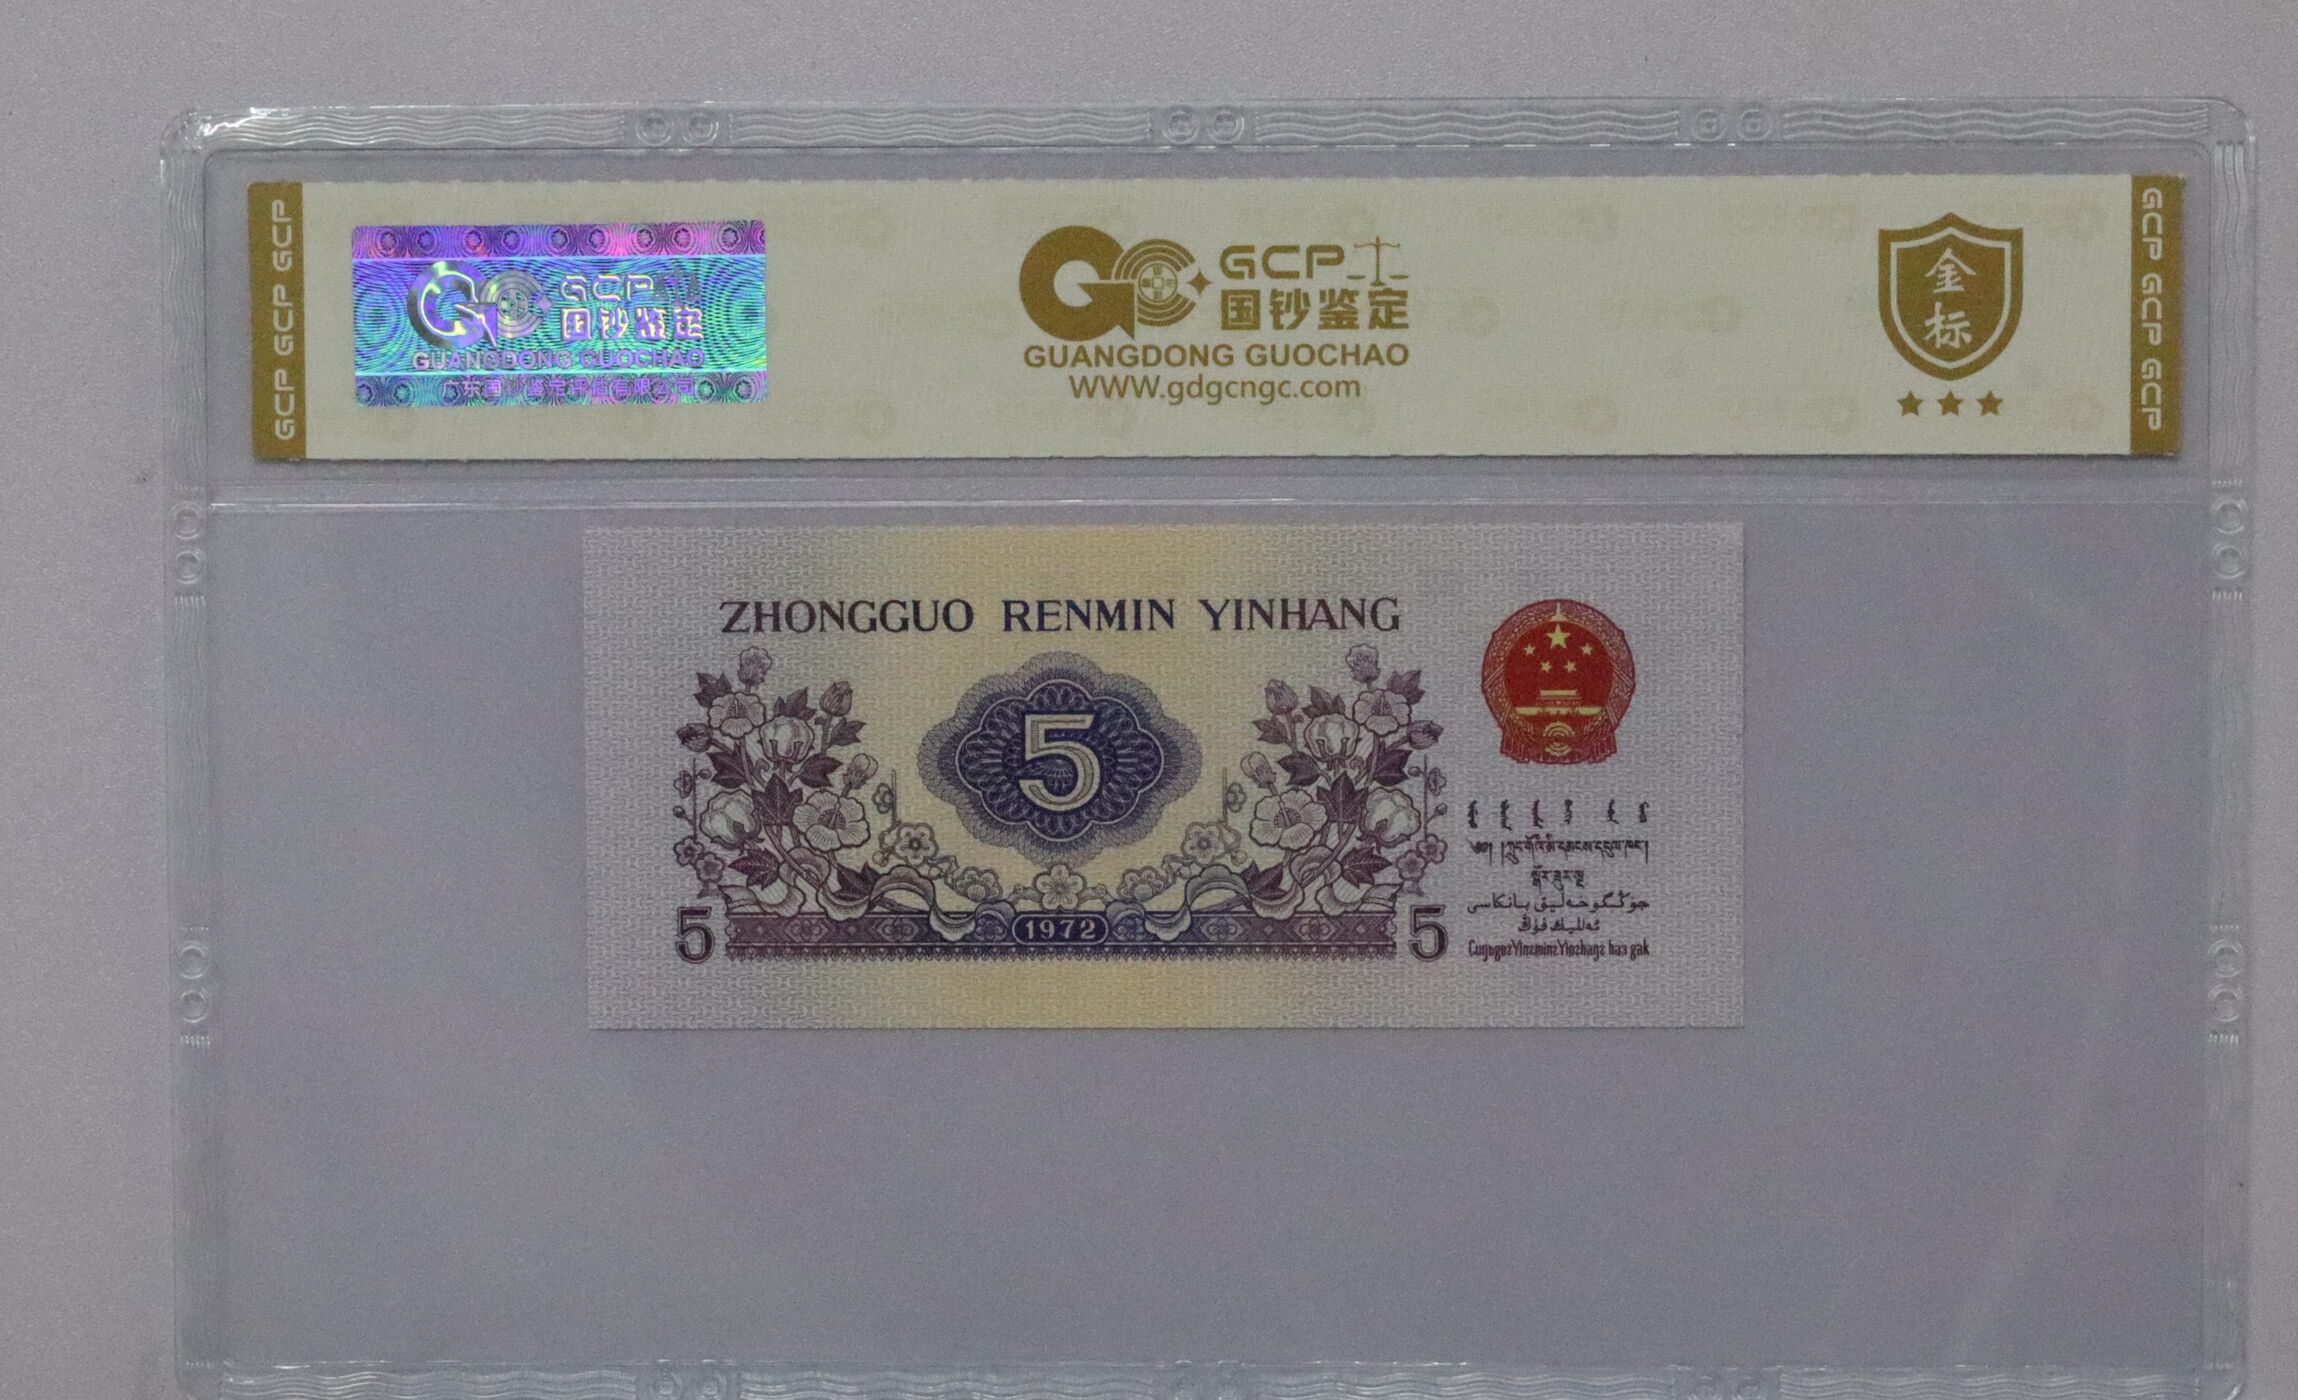 GCP GCP GCP
GCP
国钞鉴定
GUANGDONG GUOCHAO
广东国钞鉴定评估有限公司
GCP
国钞鉴定
GUANGDONG GUOCHAO
WWW.gdgcngc.com
金
标
GCP GCP GCP
ZHONGGUO RENMIN YINHANG
5
5
1972
5
جۇڭگوخەلىق بانكاسى